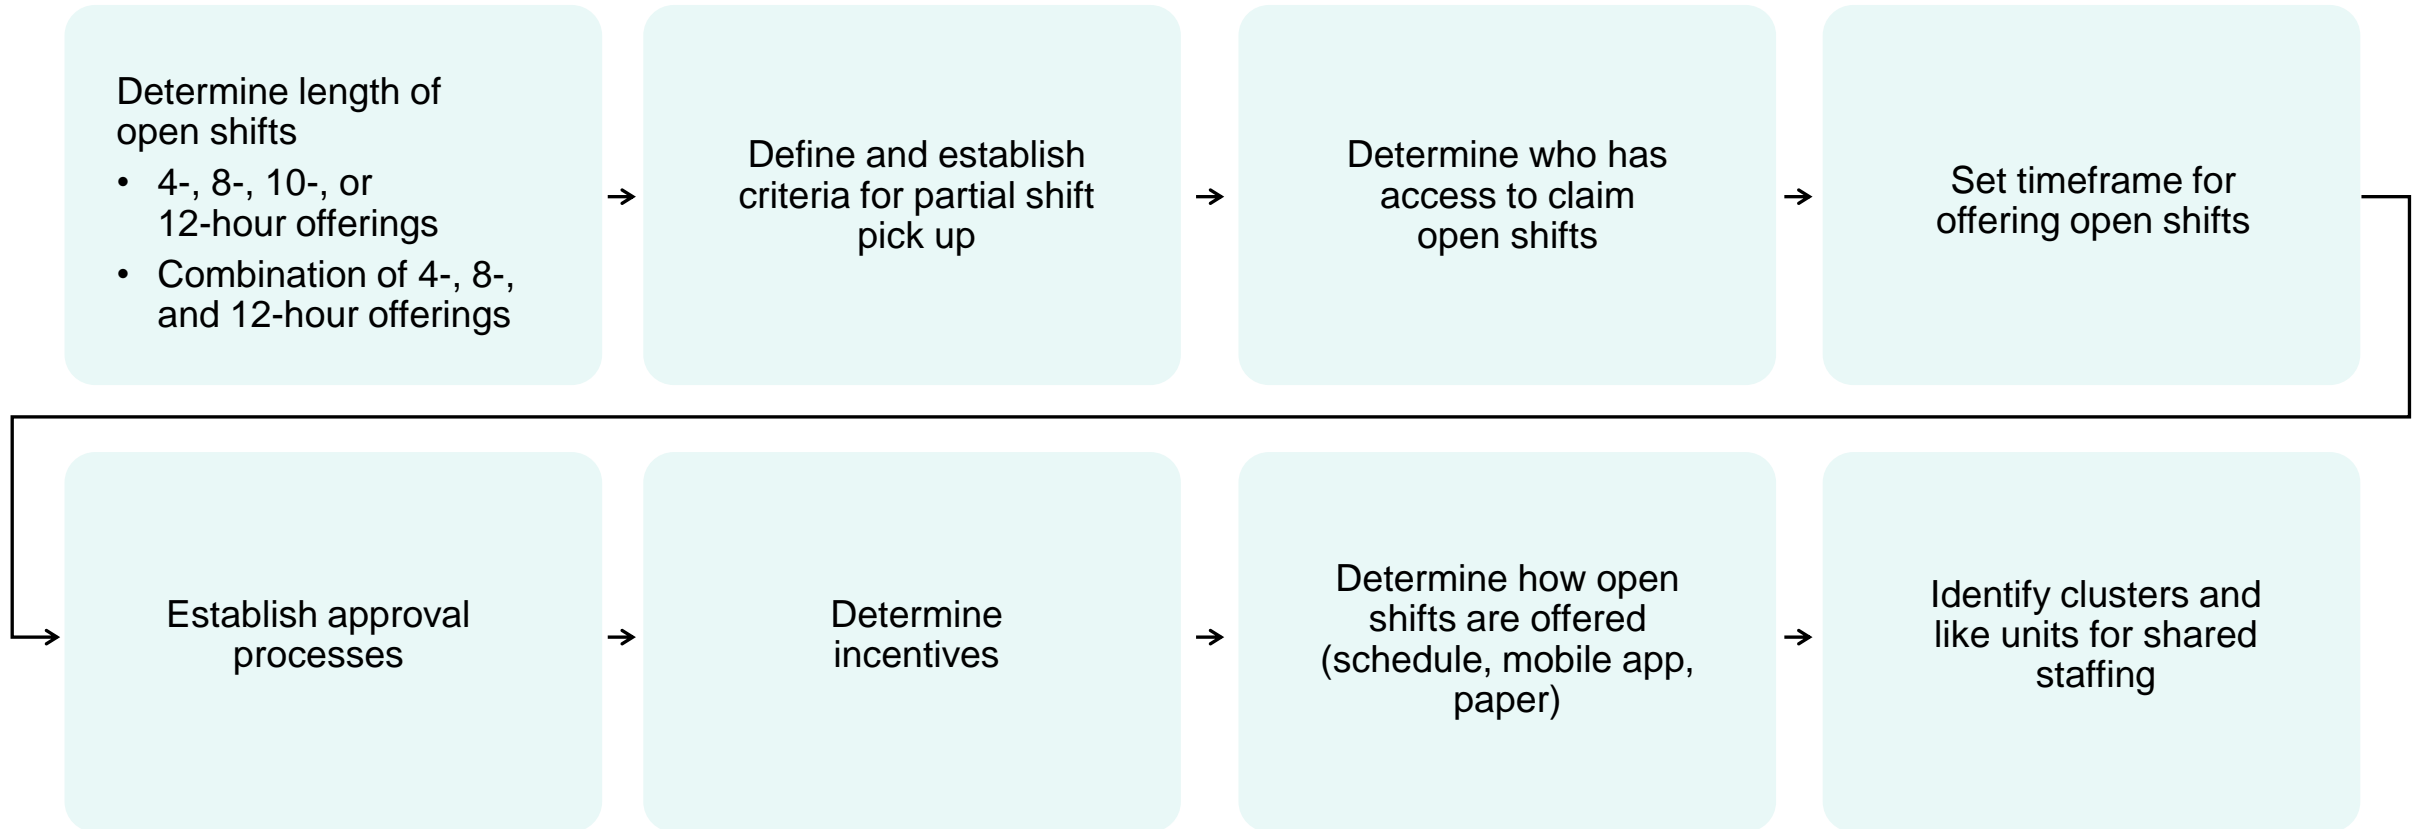 Determine length of
open shifts
• 4-, 8-, 10-, or
12-hour offerings
• Combination of 4-, 8-,
and 12-hour offerings
Define and establish
criteria for partial shift
pick up
Determine who has
access to claim
open shifts
Set timeframe for
offering open shifts
Establish approval
processes
Determine
incentives
Determine how open
shifts are offered
(schedule, mobile app,
paper)
Identify clusters and
like units for shared
staffing